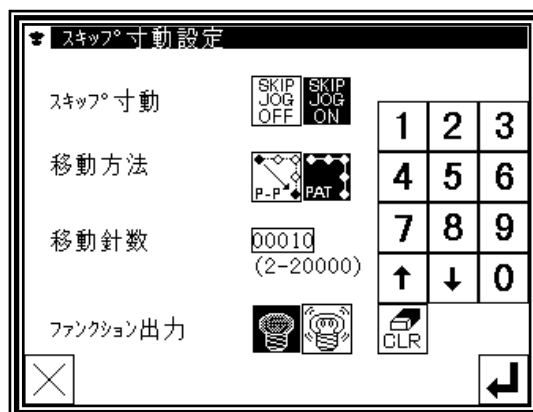 スキップ寸動設定
スキップ寸動
SKIP JOG OFF
SKIP JOG ON
1 2 3
移動方法
P-P
PAT
4 5 6
移動針数
00010
(2-20000)
7 8 9
↑ ↓ 0
ファンクション出力
CLR